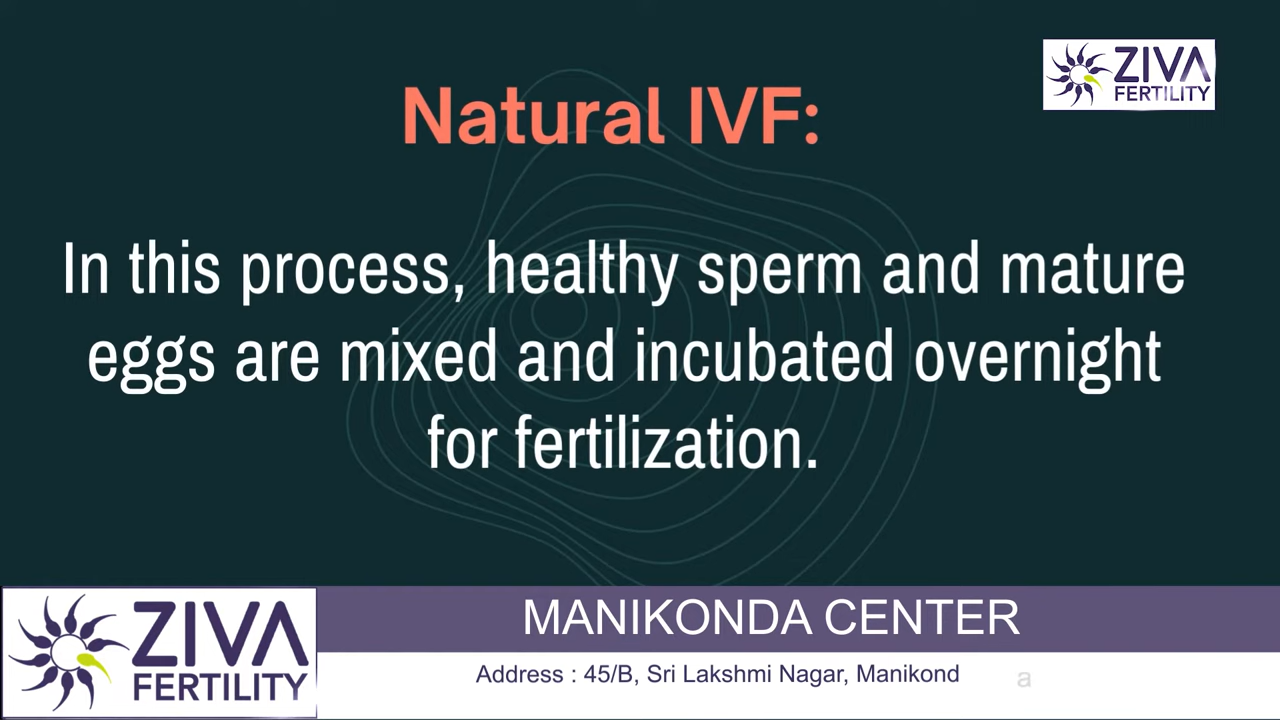 ZIVA
FERTILITY
Natural IVF:
In this process, healthy sperm and mature
eggs are mixed and incubated overnight
for fertilization.
ZIVA
FERTILITY
MANIKONDA CENTER
Address : 45/B, Sri Lakshmi Nagar, Manikond a